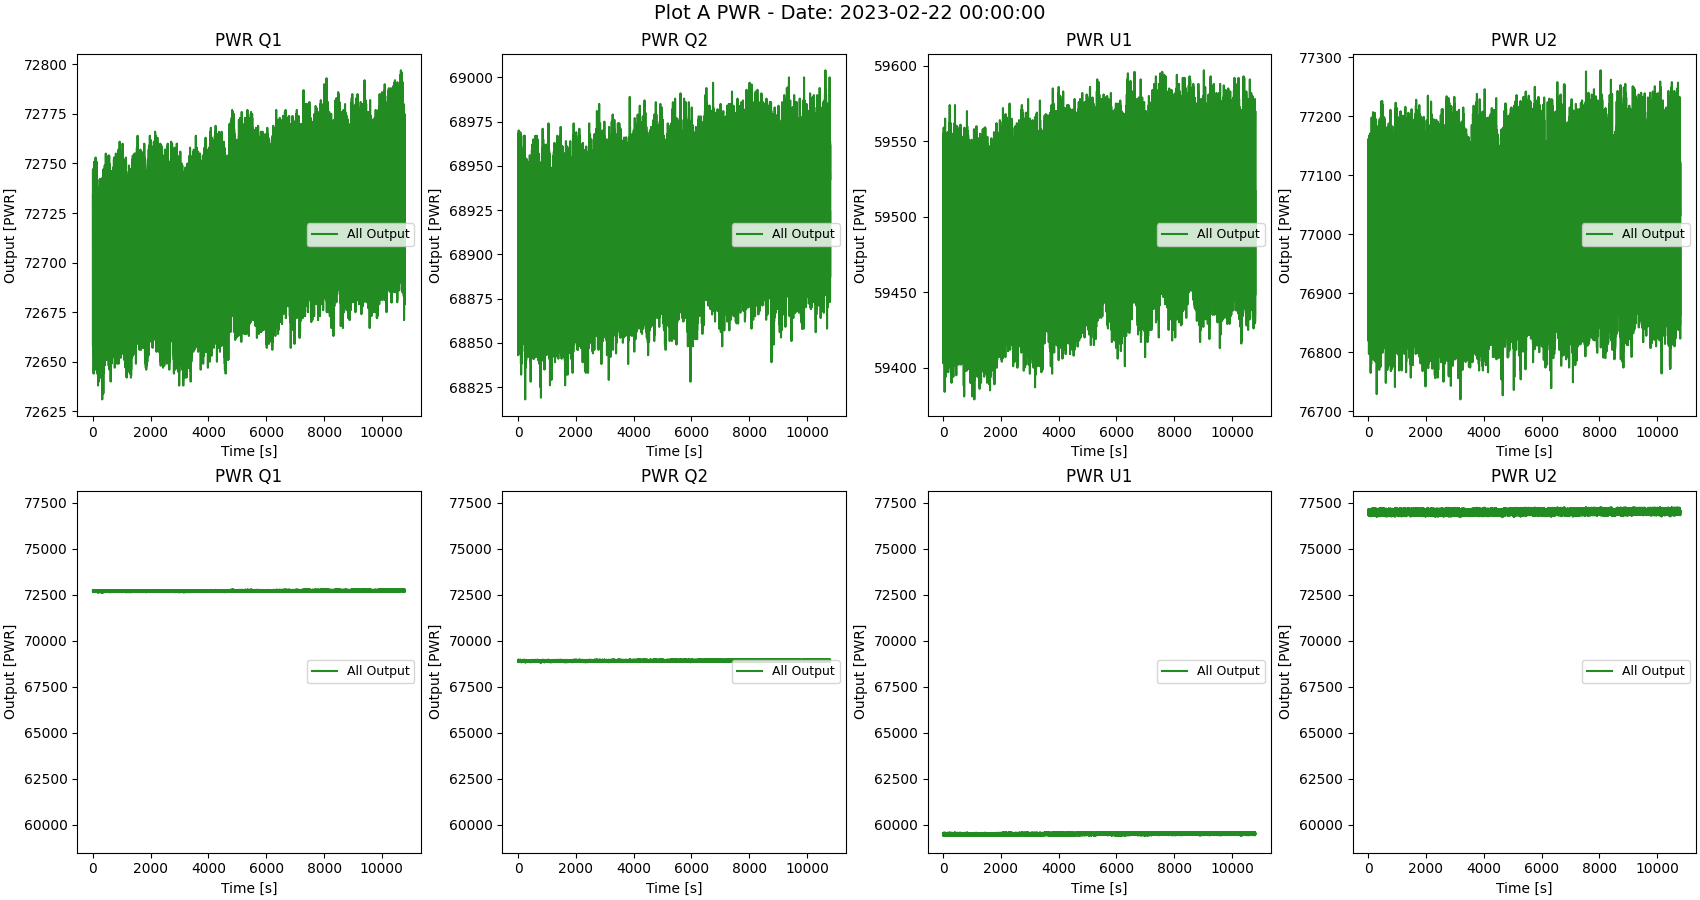 Plot A PWR - Date: 2023-02-22 00:00:00
PWR Q1
Output [PWR]
72800
72775
72750
72725
72700
72675
72650
72625
All Output
0 2000 4000 6000 8000 10000
Time [s]
PWR Q2
Output [PWR]
69000
68975
68950
68925
68900
68875
68850
68825
All Output
0 2000 4000 6000 8000 10000
Time [s]
PWR U1
Output [PWR]
59600
59550
59500
59450
59400
All Output
0 2000 4000 6000 8000 10000
Time [s]
PWR U2
Output [PWR]
77300
77200
77100
77000
76900
76800
76700
All Output
0 2000 4000 6000 8000 10000
Time [s]
PWR Q1
Output [PWR]
77500
75000
72500
70000
67500
65000
62500
60000
All Output
0 2000 4000 6000 8000 10000
Time [s]
PWR Q2
Output [PWR]
77500
75000
72500
70000
67500
65000
62500
60000
All Output
0 2000 4000 6000 8000 10000
Time [s]
PWR U1
Output [PWR]
77500
75000
72500
70000
67500
65000
62500
60000
All Output
0 2000 4000 6000 8000 10000
Time [s]
PWR U2
Output [PWR]
77500
75000
72500
70000
67500
65000
62500
60000
All Output
0 2000 4000 6000 8000 10000
Time [s]